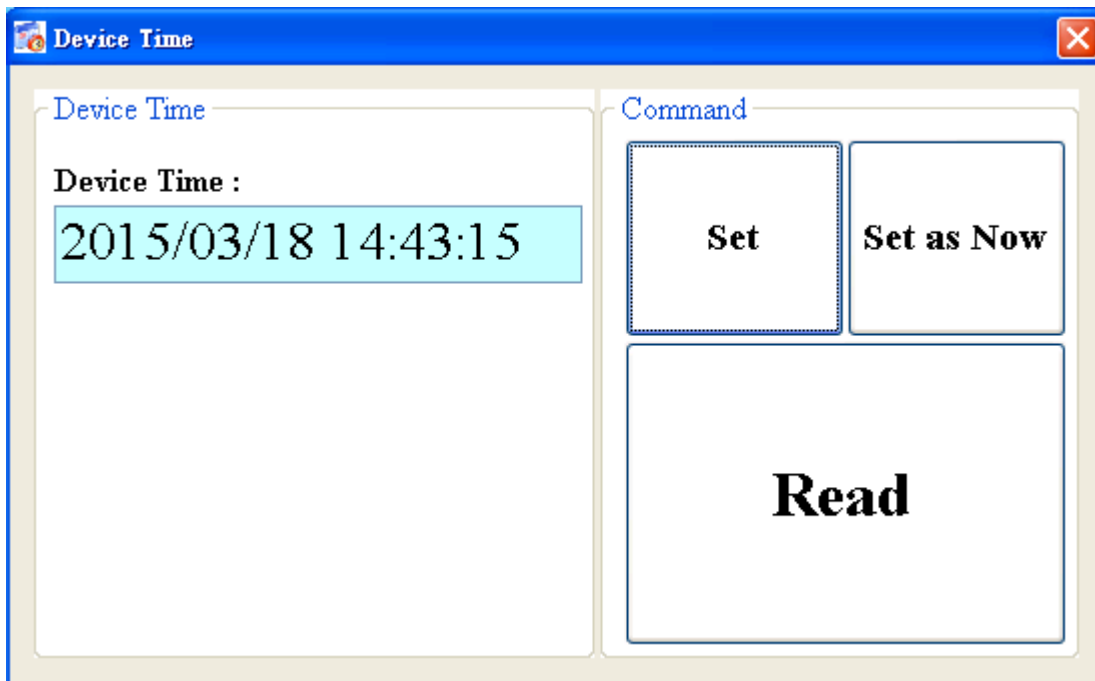 Device Time
Device Time
Device Time :
2015/03/18 14:43:15
Command
Set
Set as Now
Read